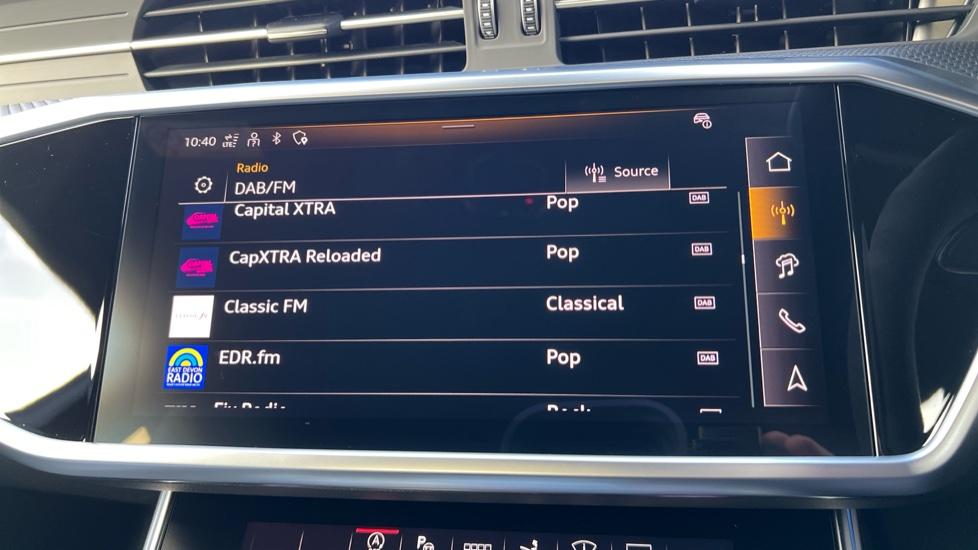 10:40 LTE
Radio
DAB/FM
Source
Capital XTRA Pop DAB
CapXTRA Reloaded Pop DAB
Classic FM Classical DAB
EAST DEVON
RADIO
EDR.fm Pop DAB
A
P